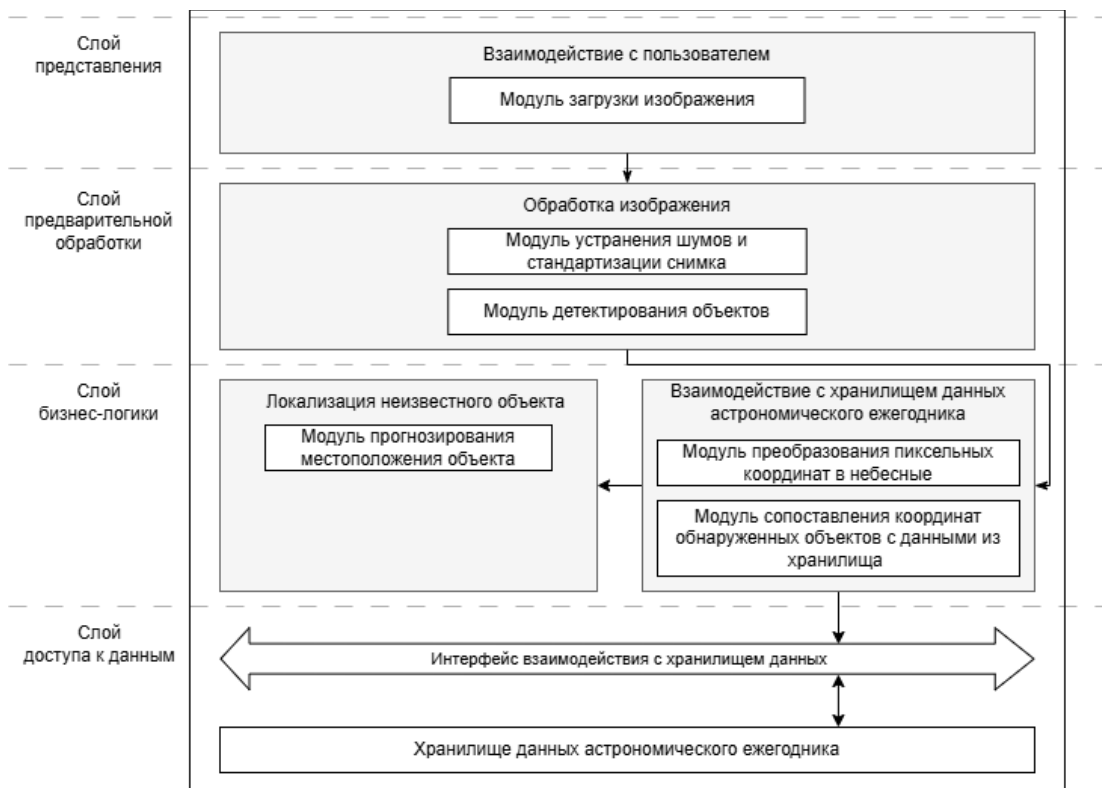 Слой
представления
Взаимодействие с пользователем
Модуль загрузки изображения
Слой
предварительной
обработки
Обработка изображения
Модуль устранения шумов и
стандартизации снимка
Модуль детектирования объектов
Слой
бизнес-логики
Локализация неизвестного объекта
Модуль прогнозирования
местоположения объекта
Взаимодействие с хранилищем данных
астрономического ежегодника
Модуль преобразования пиксельных
координат в небесные
Модуль сопоставления координат
обнаруженных объектов с данными из
хранилища
Слой
доступа к данным
Интерфейс взаимодействия с хранилищем данных
Хранилище данных астрономического ежегодника